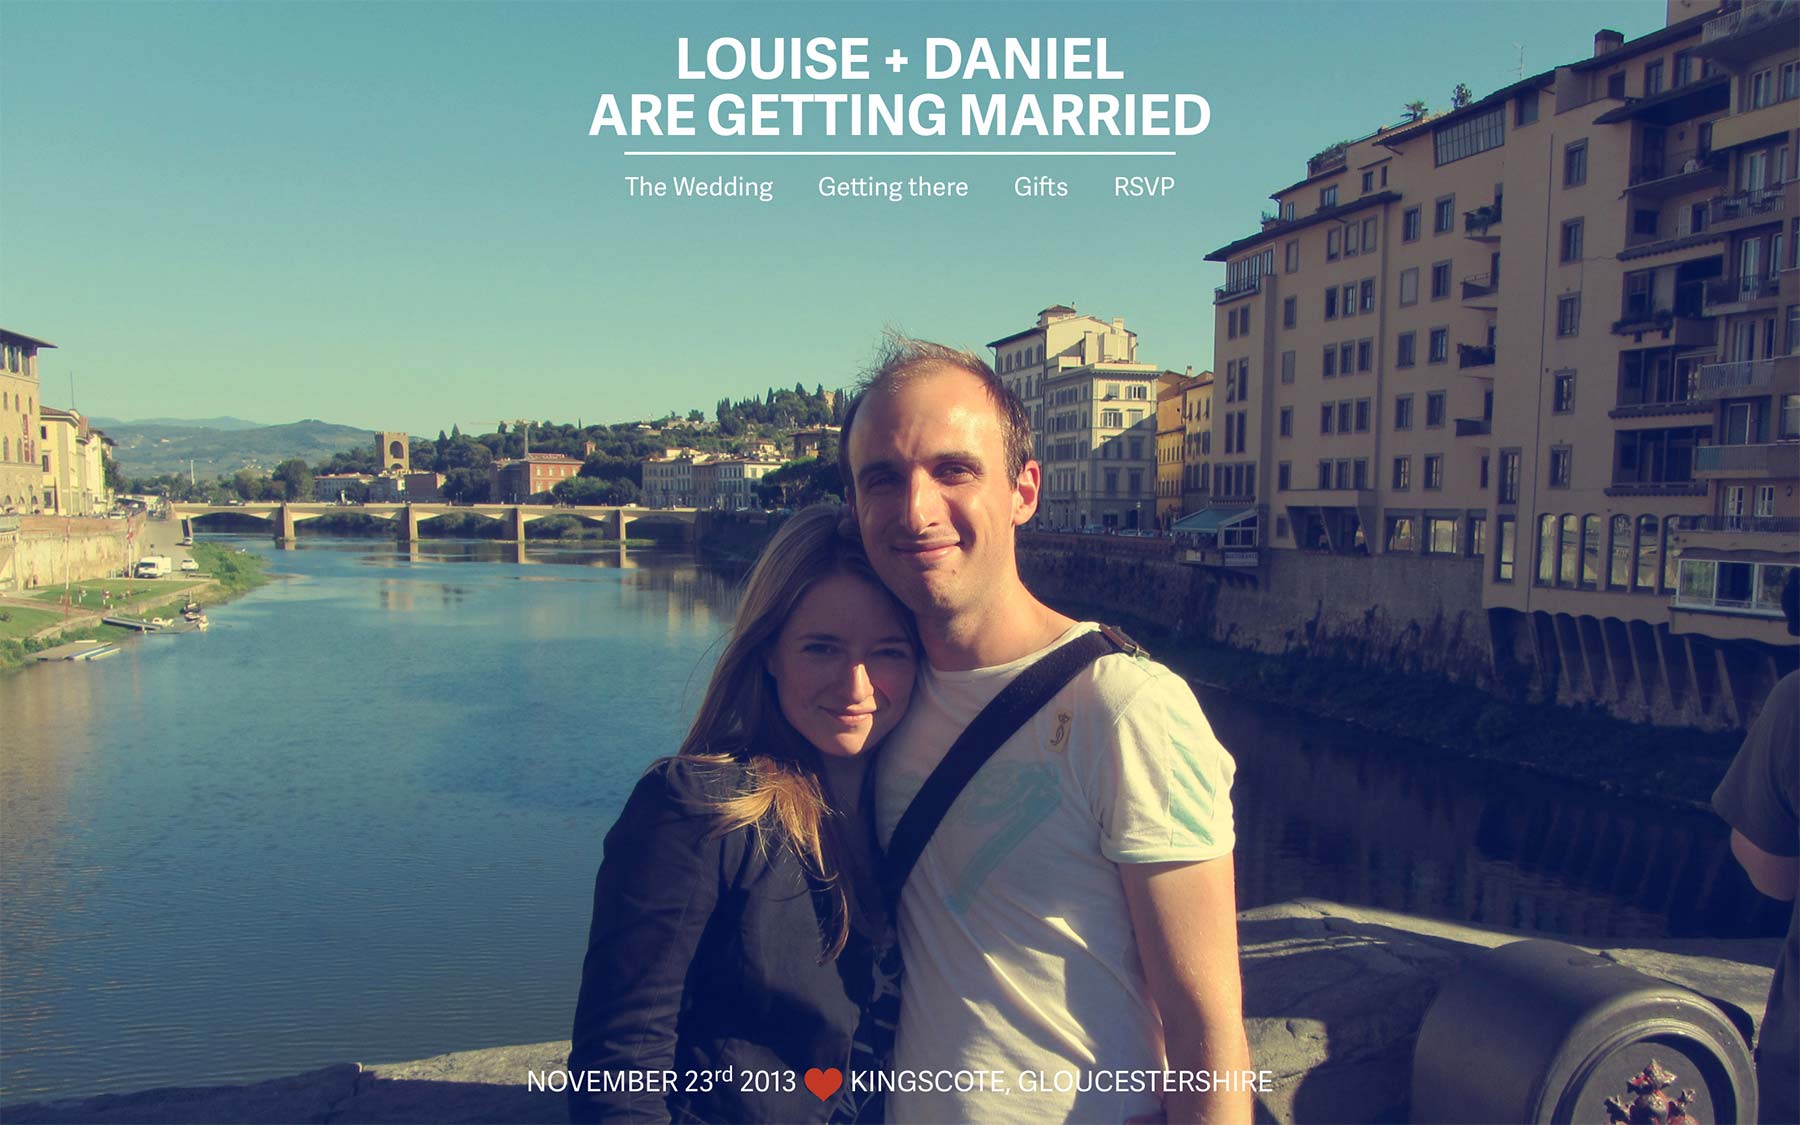 LOUISE + DANIEL
ARE GETTING MARRIED
The Wedding Getting there Gifts RSVP
NOVEMBER 23rd 2013 ❤ KINGSCOTE, GLOUCESTERSHIRE